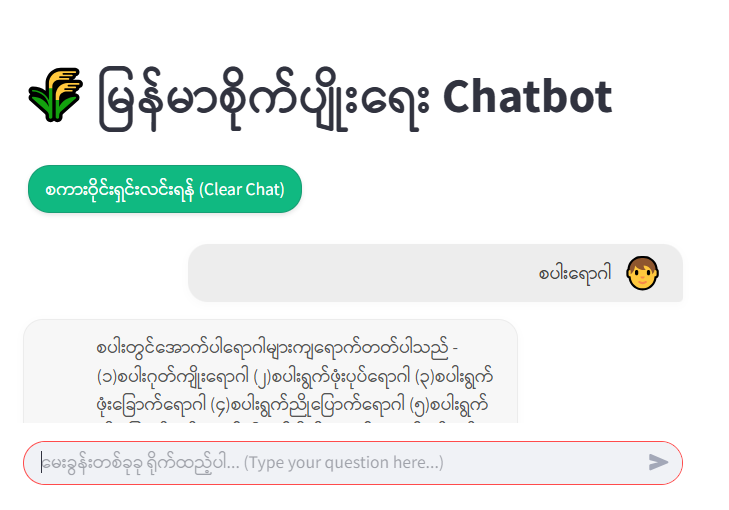 မြန်မာစိုက်ပျိုးရေး Chatbot
စကားဝိုင်းရှင်းလင်းရန် (Clear Chat)
စပါးရောဂါ
စပါးတွင်အောက်ပါရောဂါများကျရောက်တတ်ပါသည် -
(၁)စပါးဂုတ်ကျိုးရောဂါ (၂)စပါးရွက်ဖုံးပုပ်ရောဂါ (၃)စပါးရွက်
ဖုံးခြောက်ရောဂါ (၄)စပါးရွက်ညိုပြောက်ရောဂါ (၅)စပါးရွက်
မေးခွန်းတစ်ခုခု ရိုက်ထည့်ပါ... (Type your question here...)